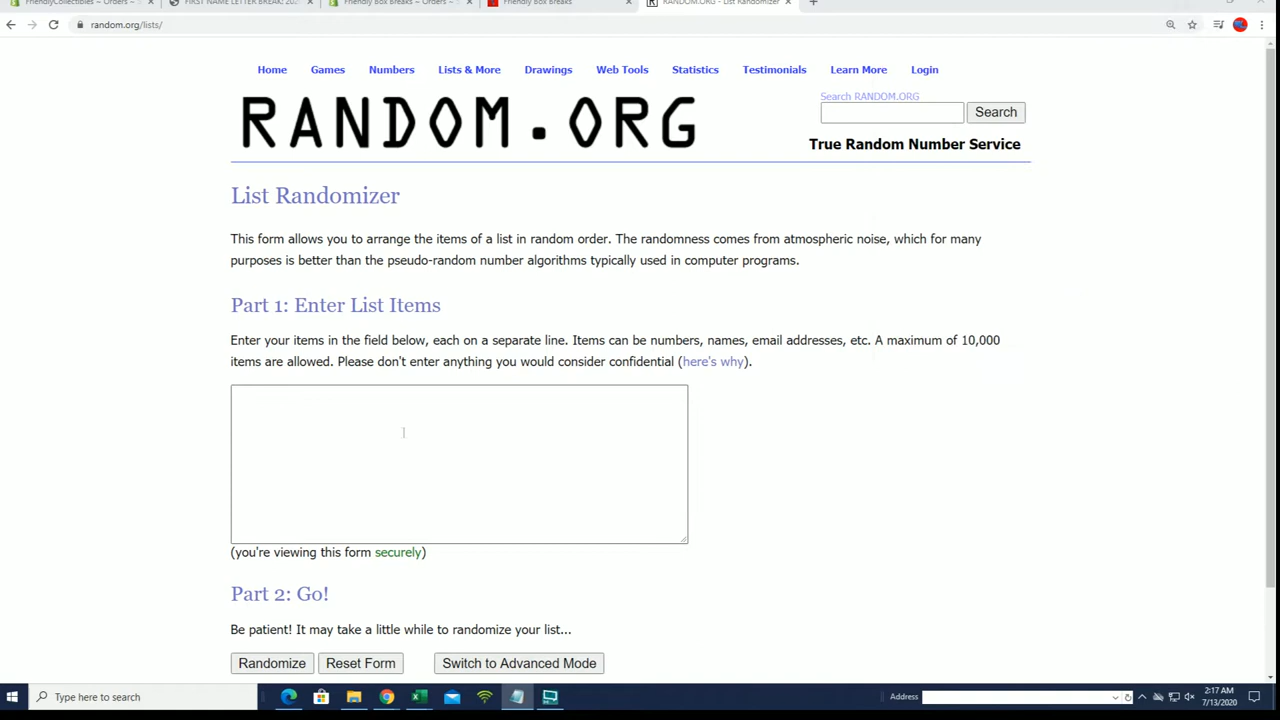 FriendlyCollectibles – Orders –
FIRST NAME LETTER BREAK: 202
Friendly Box Breaks – Orders – S
Friendly Box Breaks
RANDOM.ORG - List Randomizer
random.org/lists/
Home Games Numbers Lists & More Drawings Web Tools Statistics Testimonials Learn More Login
RANDOM.ORG
Search RANDOM.ORG
Search
True Random Number Service
List Randomizer
This form allows you to arrange the items of a list in random order. The randomness comes from atmospheric noise, which for many
purposes is better than the pseudo-random number algorithms typically used in computer programs.
Part 1: Enter List Items
Enter your items in the field below, each on a separate line. Items can be numbers, names, email addresses, etc. A maximum of 10,000
items are allowed. Please don't enter anything you would consider confidential (here's why).
(you're viewing this form securely)
Part 2: Go!
Be patient! It may take a little while to randomize your list...
Randomize Reset Form Switch to Advanced Mode
Type here to search
Address
2:17 AM
7/13/2020